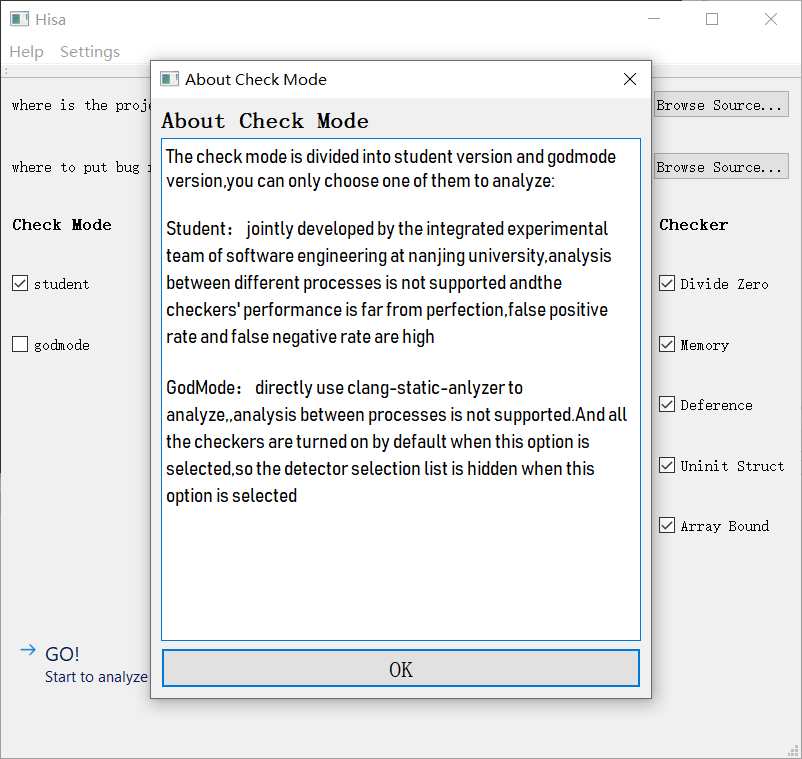 Hisa
Help Settings
About Check Mode
About Check Mode
where is the proj
Browse Source...
where to put bug
Browse Source...
The check mode is divided into student version and godmode
version,you can only choose one of them to analyze:
Student：jointly developed by the integrated experimental
team of software engineering at nanjing university,analysis
between different processes is not supported andthe
checkers' performance is far from perfection,false positive
rate and false negative rate are high
GodMode：directly use clang-static-anlyzer to
analyze,,analysis between processes is not supported.And all
the checkers are turned on by default when this option is
selected,so the detector selection list is hidden when this
option is selected
OK
Check Mode
student
godmode
Checker
Divide Zero
Memory
Deference
Uninit Struct
Array Bound
GO!
Start to analyze